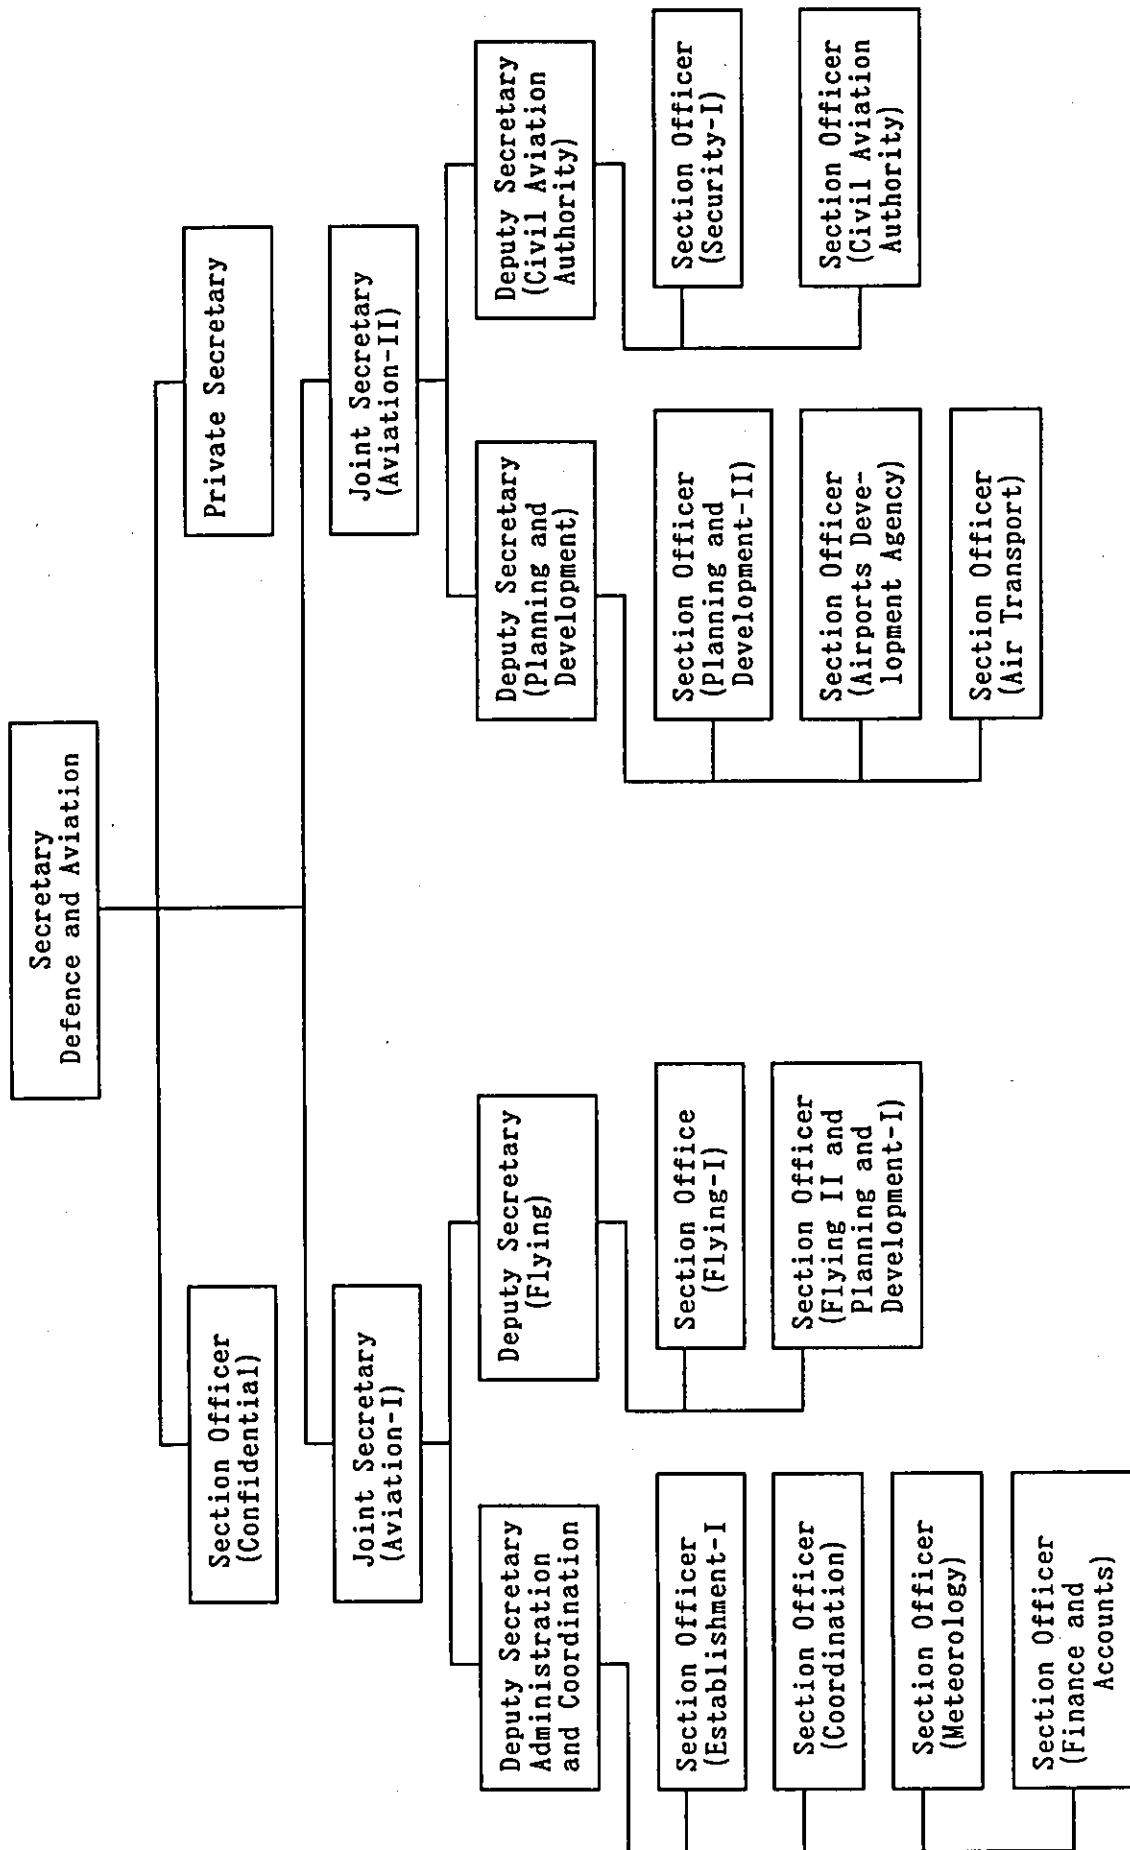 Secretary
Defence and Aviation
Section Officer
(Confidential)
Private Secretary
Joint Secretary
(Aviation-I)
Joint Secretary
(Aviation-II)
Deputy Secretary
Administration
and Coordination
Deputy Secretary
(Flying)
Deputy Secretary
(Planning and
Development)
Deputy Secretary
(Civil Aviation
Authority)
Section Officer
(Establishment-I
Section Officer
(Coordination)
Section Officer
(Meteorology)
Section Officer
(Finance and
Accounts)
Section Office
(Flying-I)
Section Officer
(Flying II and
Planning and
Development-I)
Section Officer
(Planning and
Development-II)
Section Officer
(Airports Deve-
lopment Agency)
Section Officer
(Air Transport)
Section Officer
(Security-I)
Section Officer
(Civil Aviation
Authority)